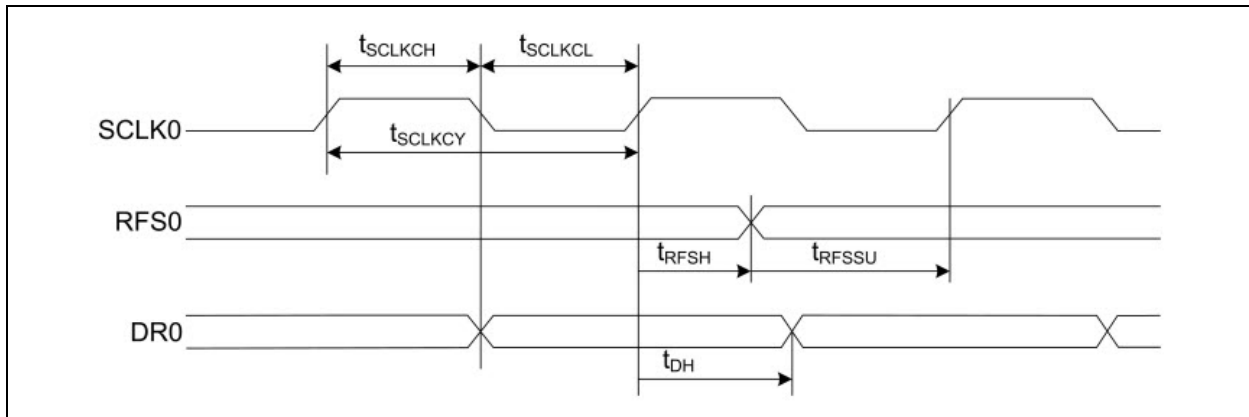 tSCLKCH tSCLKCL
SCLK0
tSCLKCY
RFS0
tRFSH tRFSSU
DR0
tDH